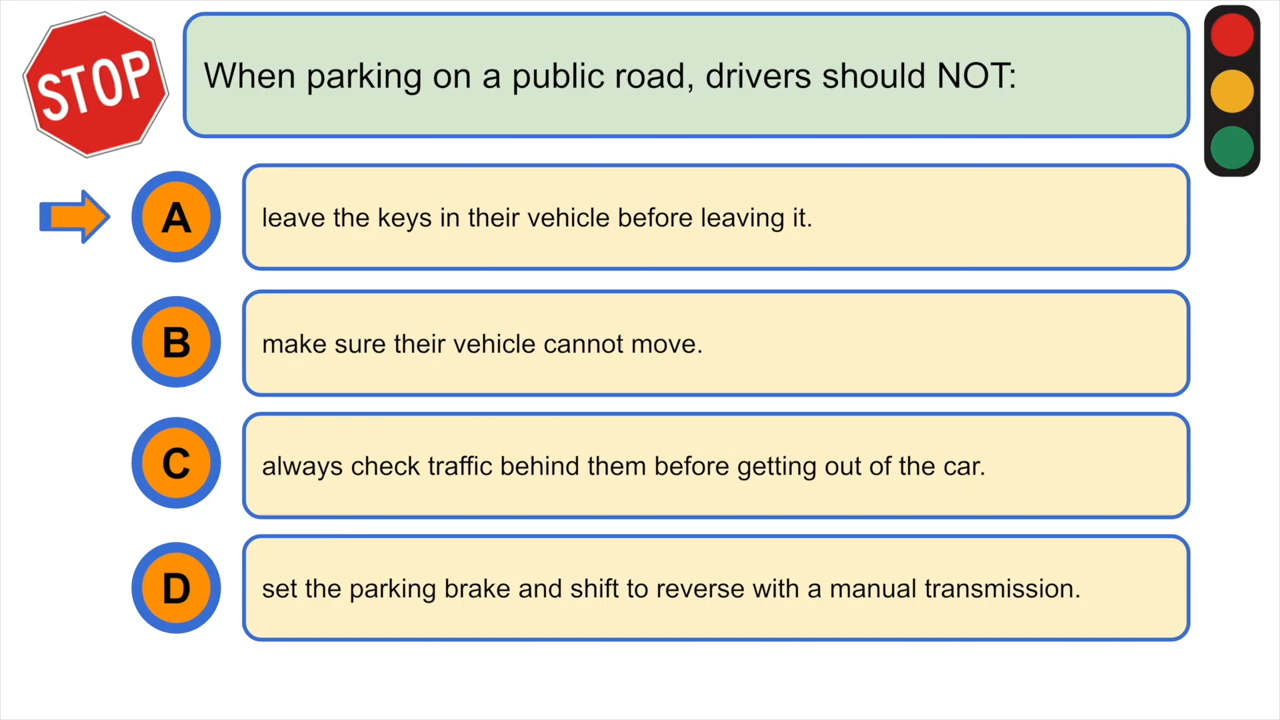 STOP
When parking on a public road, drivers should NOT:
A
leave the keys in their vehicle before leaving it.
B
make sure their vehicle cannot move.
C
always check traffic behind them before getting out of the car.
D
set the parking brake and shift to reverse with a manual transmission.